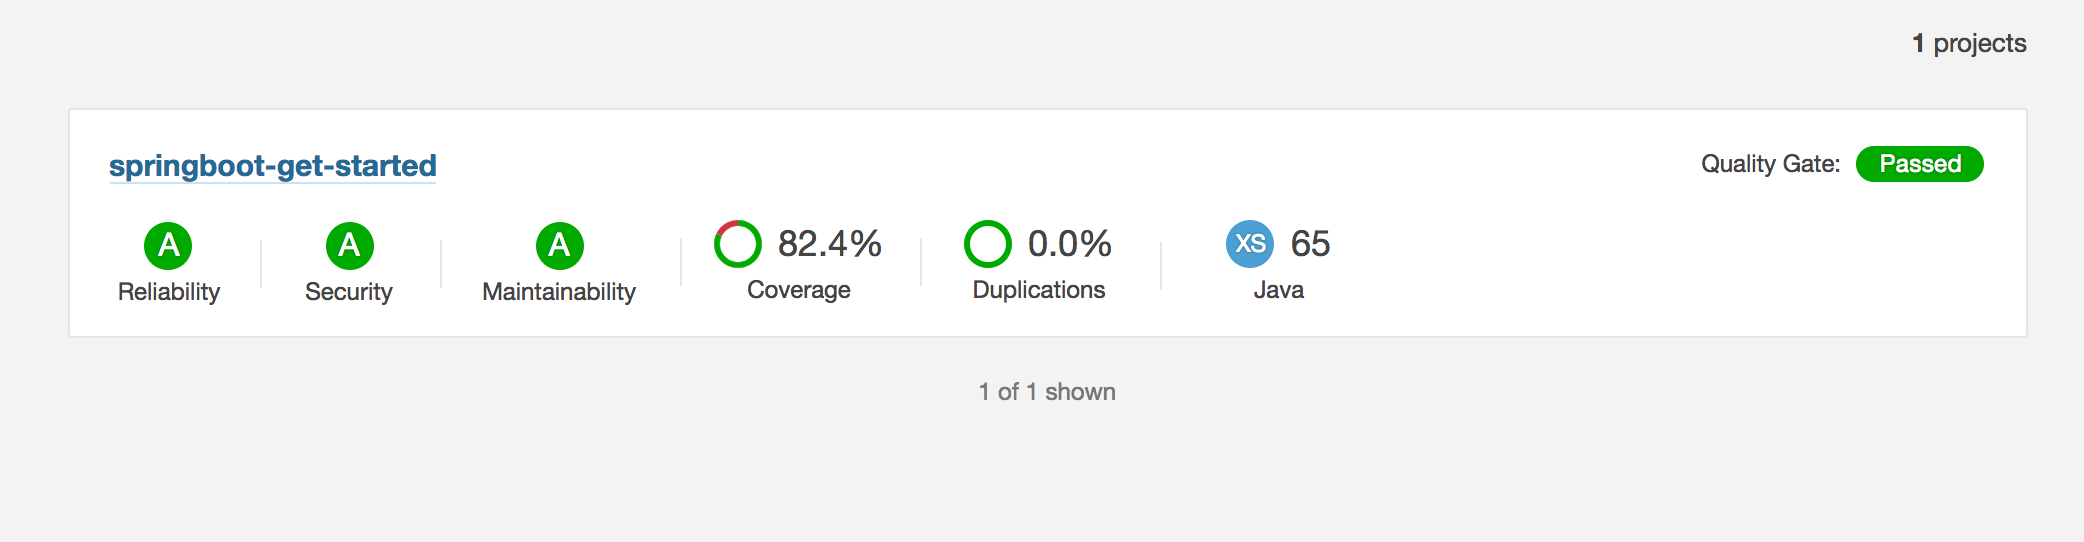 1 projects
springboot-get-started
Quality Gate: Passed
A A A 82.4% 0.0% XS 65
Reliability Security Maintainability Coverage Duplications Java
1 of 1 shown